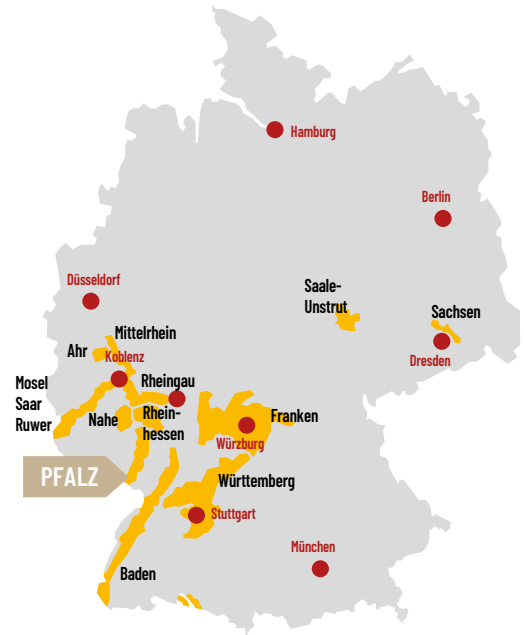 Hamburg
Berlin
Düsseldorf
Saale-
Unstrut
Sachsen
Mittelrhein
Ahr
Koblenz
Dresden
Mosel
Saar
Ruwer
Rheingau
Nahe
Rhein-
hessen
Franken
Würzburg
PFALZ
Württemberg
Stuttgart
München
Baden